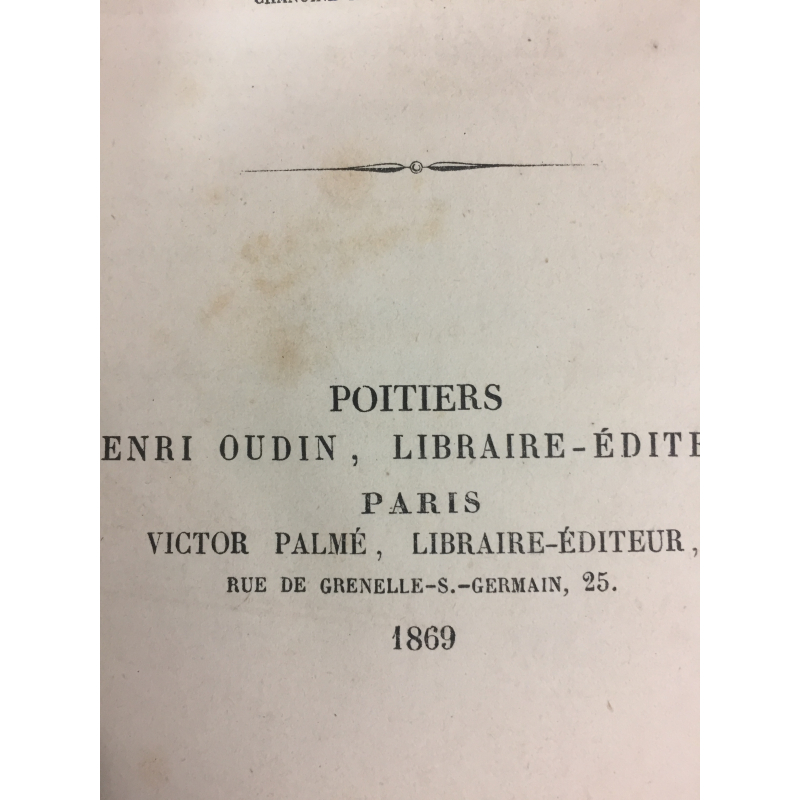 POITIERS
ENRI OUDIN, LIBRAIRE-ÉDITE
PARIS
VICTOR PALMÉ, LIBRAIRE-ÉDITEUR,
RUE DE GRENELLE-S.-GERMAIN, 25.
1869